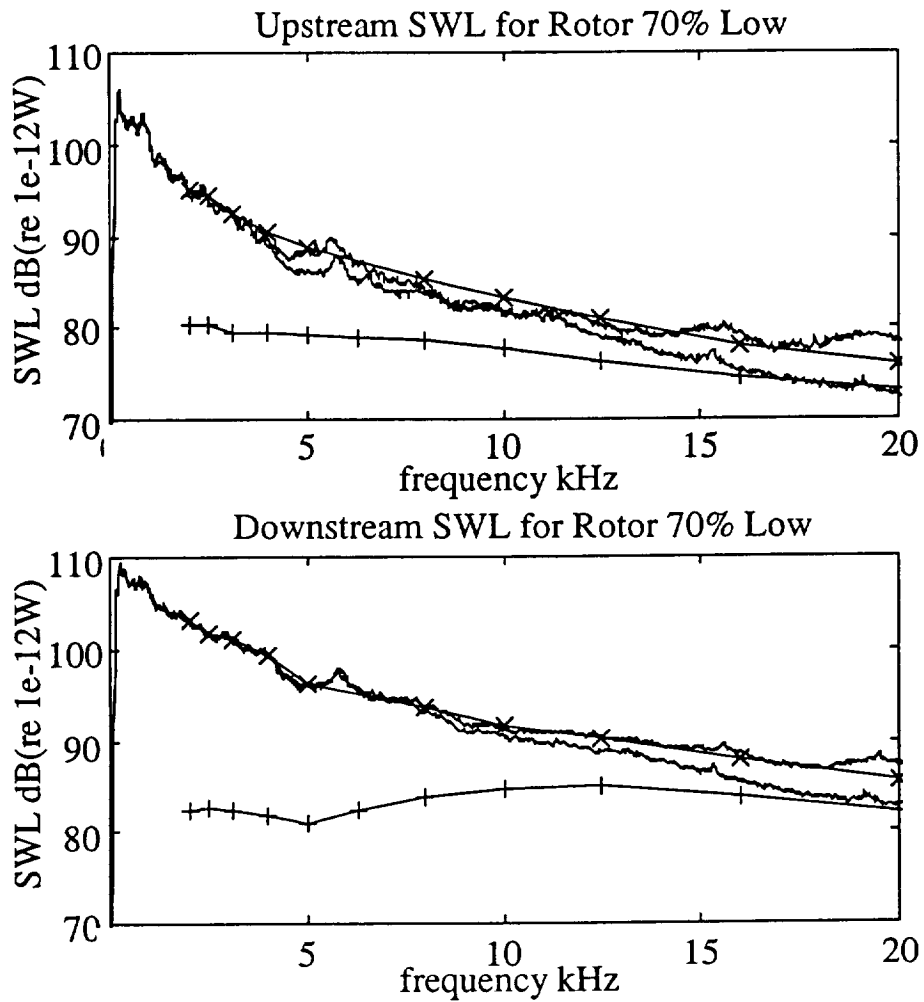 Upstream SWL for Rotor 70% Low
110
100
90
80
70
SWL dB(re 1e-12W)
5 10 15 20
frequency kHz
Downstream SWL for Rotor 70% Low
110
100
90
80
70
SWL dB(re 1e-12W)
5 10 15 20
frequency kHz